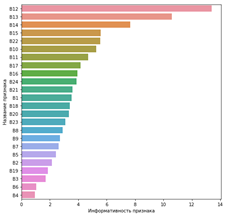 B12
B13
B14
B15
B22
B10
B11
B17
B16
B24
B21
B1
B18
B20
B23
B8
B9
B7
B5
B2
B19
B3
B6
B4
Название признака
0 2 4 6 8 10 12 14
Информативность признака